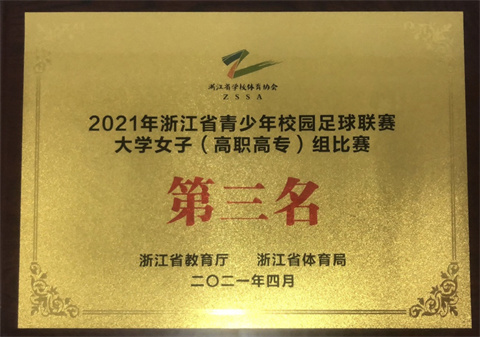 浙江省学校体育协会
ZSSA
2021年浙江省青少年校园足球联赛
大学女子（高职高专）组比赛
第三名
浙江省教育厅 浙江省体育局
二〇二一年四月